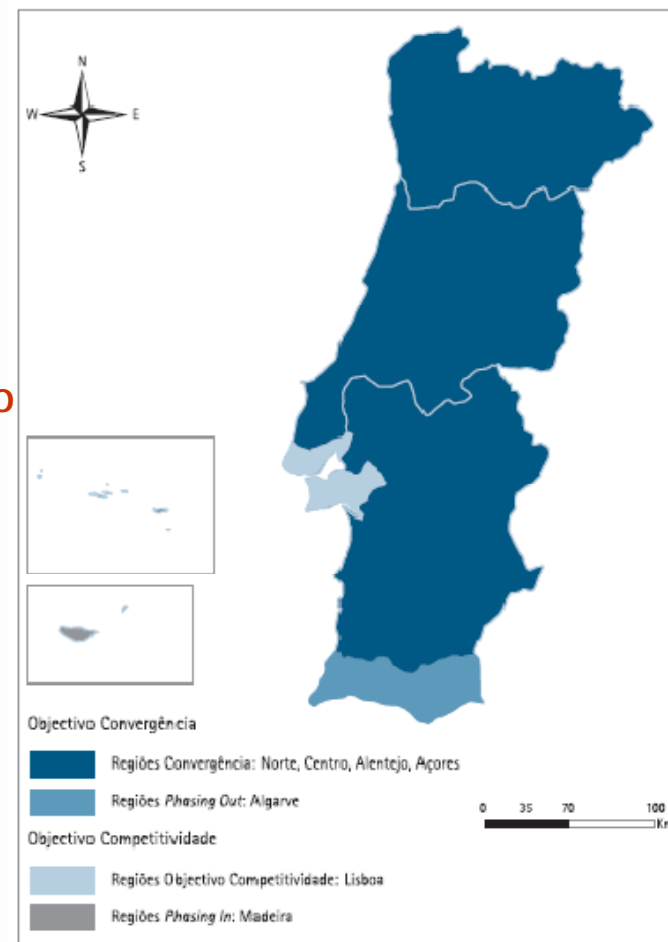 N
W E
S
o
Objectivo Convergência
Regiões Convergência: Norte, Centro, Alentejo, Açores
Regiões Phasing Out: Algarve
0 35 70 100
Km
Objectivo Competitividade
Regiões Objectivo Competitividade: Lisboa
Regiões Phasing In: Madeira